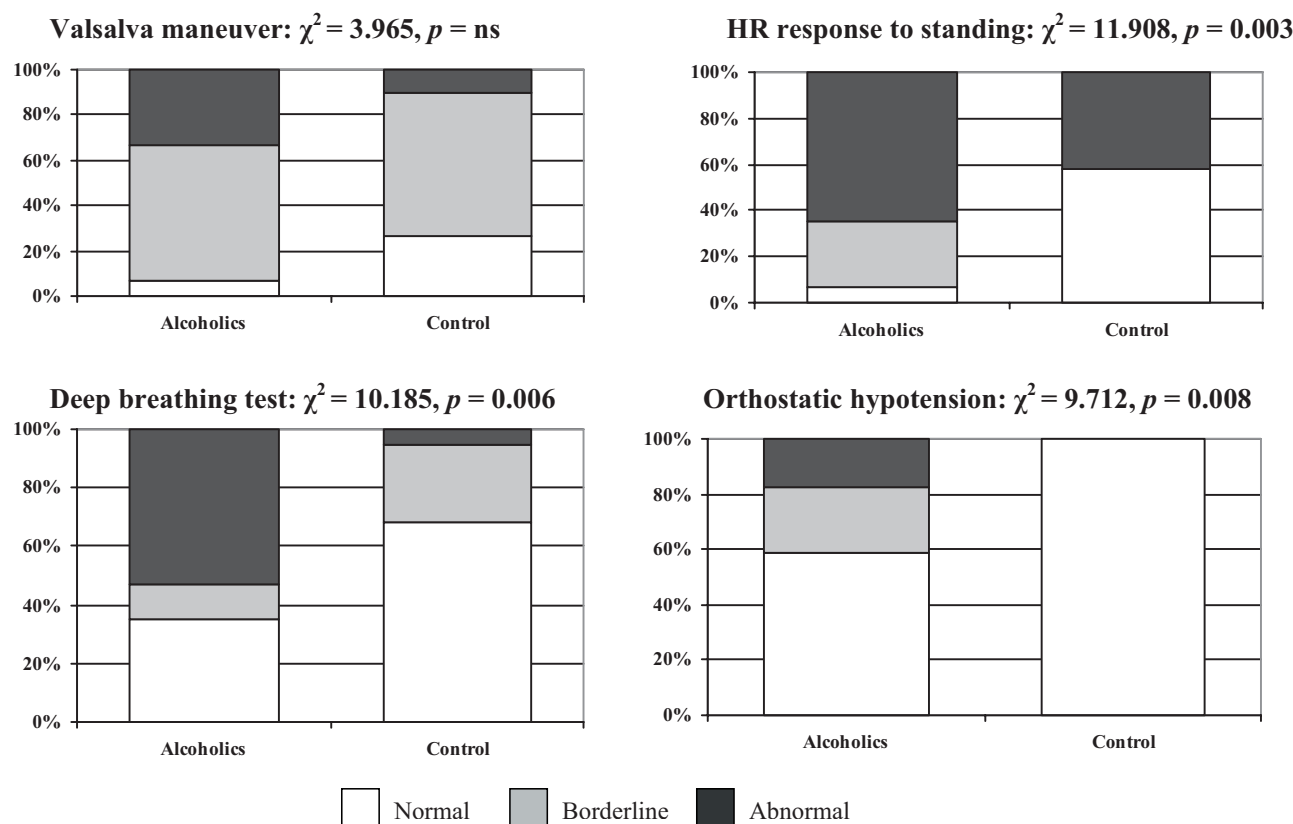 Valsalva maneuver: χ² = 3.965, p = ns
100%
80%
60%
40%
20%
0%
Alcoholics Control
HR response to standing: χ² = 11.908, p = 0.003
100%
80%
60%
40%
20%
0%
Alcoholics Control
Deep breathing test: χ² = 10.185, p = 0.006
100%
80%
60%
40%
20%
0%
Alcoholics Control
Orthostatic hypotension: χ² = 9.712, p = 0.008
100%
80%
60%
40%
20%
0%
Alcoholics Control
Normal Borderline Abnormal